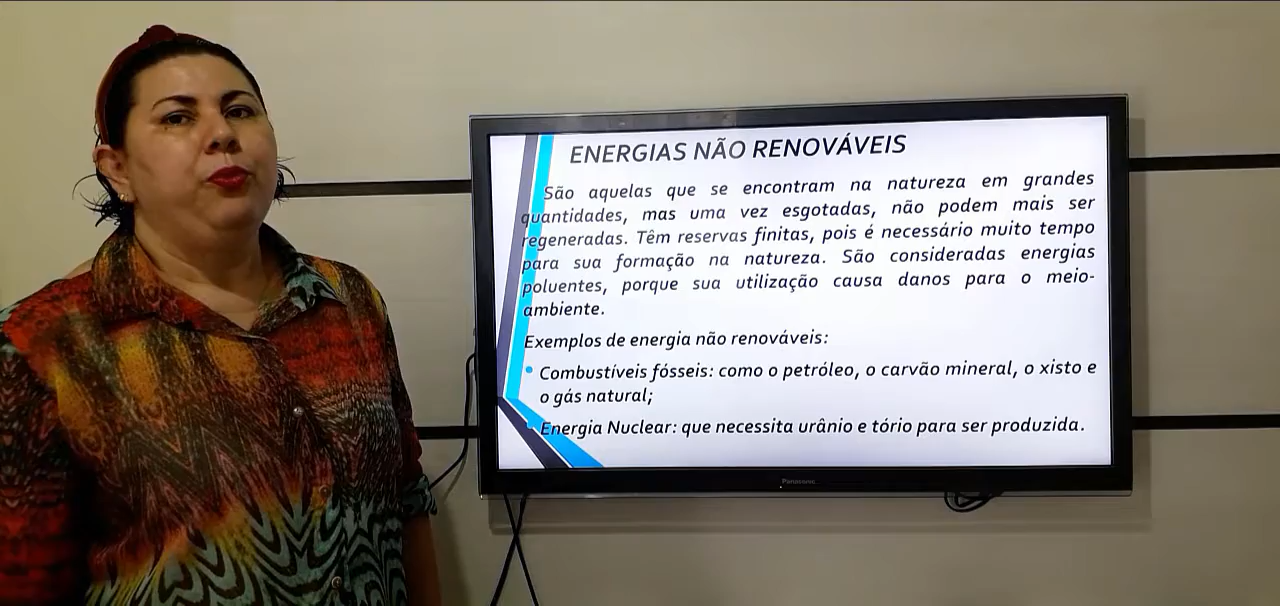 ENERGIAS NÃO RENOVÁVEIS
São aquelas que se encontram na natureza em grandes
quantidades, mas uma vez esgotadas, não podem mais ser
regeneradas. Têm reservas finitas, pois é necessário muito tempo
para sua formação na natureza. São consideradas energias
poluentes, porque sua utilização causa danos para o meio-
ambiente.
Exemplos de energia não renováveis:
• Combustíveis fósseis: como o petróleo, o carvão mineral, o xisto e
o gás natural;
• Energia Nuclear: que necessita urânio e tório para ser produzida.
Panasonic